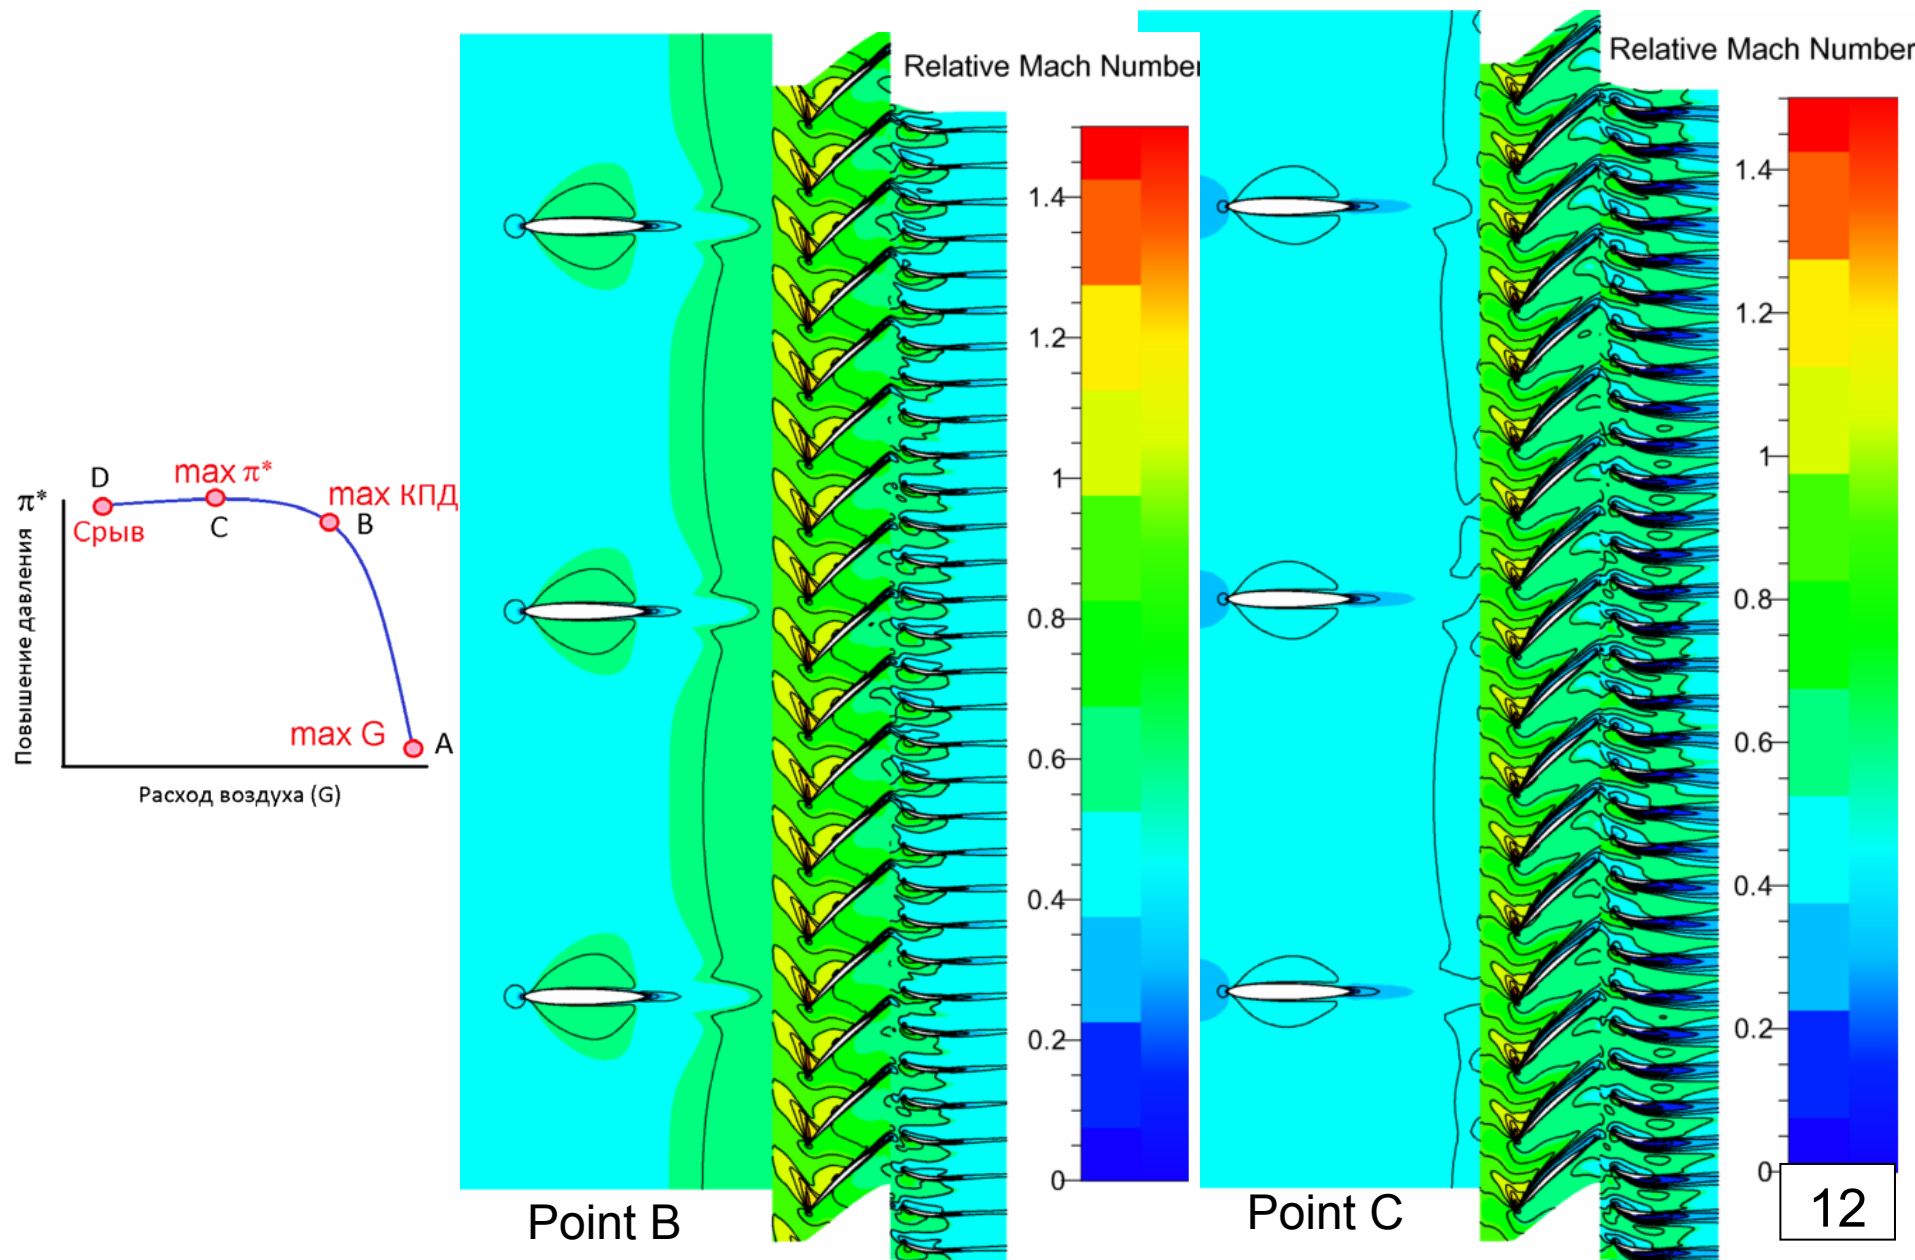 π*
Повышение давления
D
Срыв
max π*
C
max КПД
B
max G
A
Расход воздуха (G)
Relative Mach Number
1.4
1.2
1
0.8
0.6
0.4
0.2
0
Point B
Relative Mach Number
1.4
1.2
1
0.8
0.6
0.4
0.2
0
Point C
12